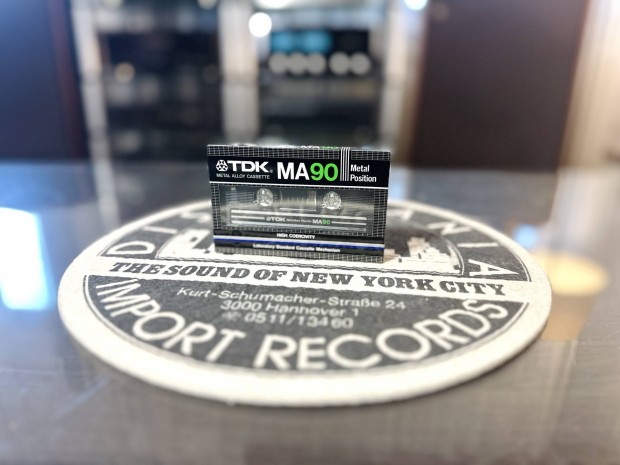 TDK MA90 Metal
METAL ALLOY CASSETTE Position
TDK MA90
HIGH COERCIVITY
Laboratory Standard Cassette Mechanism
THE SOUND OF NEW YORK CITY
Kurt-Schumacher-Straße 24
3000 Hannover 1
0511/134 60
IMPORT RECORDS